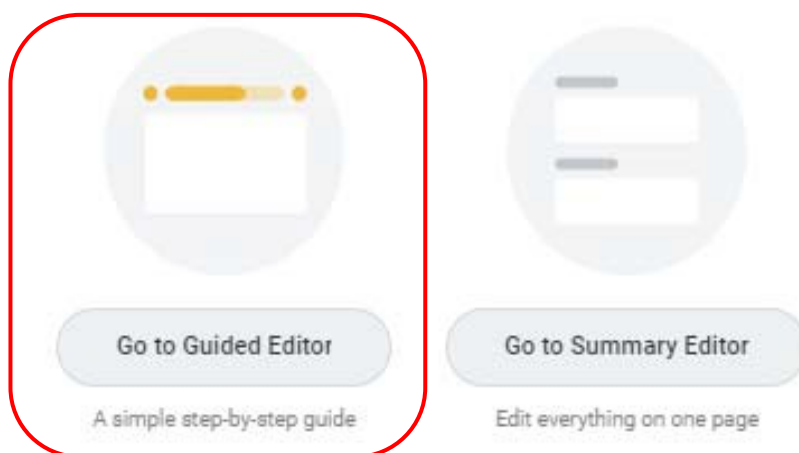 Go to Guided Editor
Go to Summary Editor
A simple step-by-step guide
Edit everything on one page